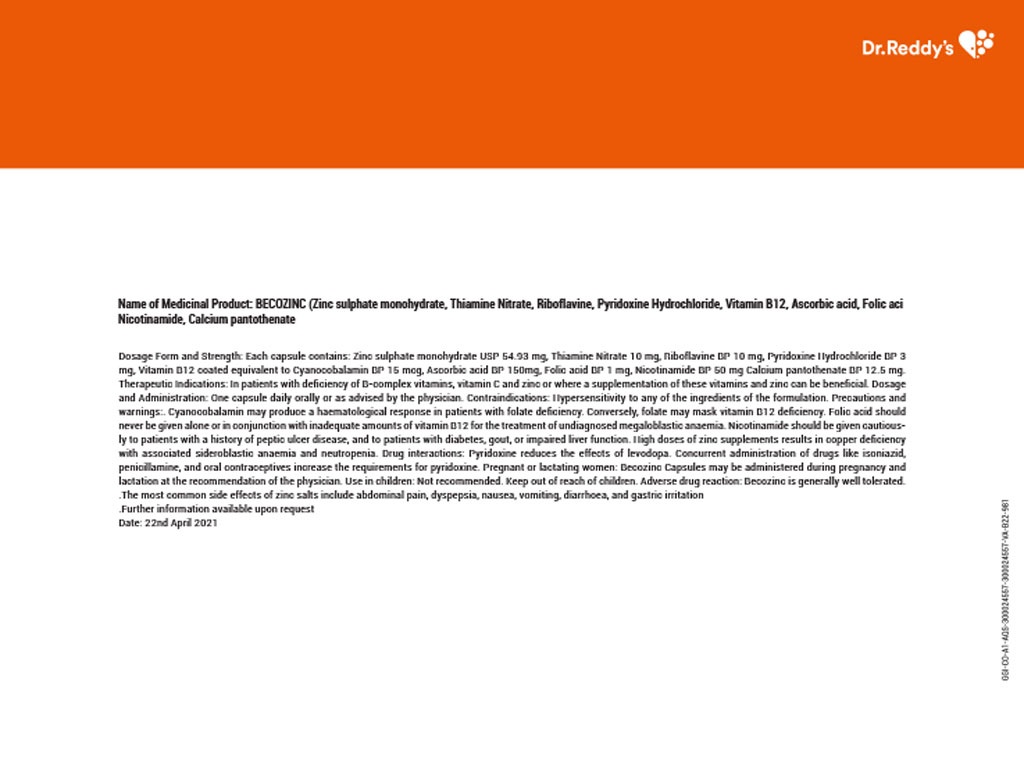 Dr.Reddy's
Name of Medicinal Product: BECOZINC (Zinc sulphate monohydrate, Thiamine Nitrate, Riboflavine, Pyridoxine Hydrochloride, Vitamin B12, Ascorbic acid, Folic aci
Nicotinamide, Calcium pantothenate
Dosage Form and Strength: Each capsule contains: Zinc sulphate monohydrate USP 54.93 mg, Thiamine Nitrate 10 mg, Riboflavine BP 10 mg, Pyridoxine Hydrochloride BP 3
mg, Vitamin B12 coated equivalent to Cyanocobalamin BP 15 mcg, Ascorbic acid BP 150mg, Folic acid BP 1 mg, Nicotinamide BP 50 mg Calcium pantothenate BP 12.5 mg.
Therapeutic Indications: In patients with deficiency of B-complex vitamins, vitamin C and zinc or where a supplementation of these vitamins and zinc can be beneficial. Dosage
and Administration: One capsule daily orally or as advised by the physician. Contraindications: Hypersensitivity to any of the ingredients of the formulation. Precautions and
warnings:. Cyanocobalamin may produce a haematological response in patients with folate deficiency. Conversely, folate may mask vitamin B12 deficiency. Folic acid should
never be given alone or in conjunction with inadequate amounts of vitamin B12 for the treatment of undiagnosed megaloblastic anaemia. Nicotinamide should be given cautious-
ly to patients with a history of peptic ulcer disease, and to patients with diabetes, gout, or impaired liver function. High doses of zinc supplements results in copper deficiency
with associated sideroblastic anaemia and neutropenia. Drug interactions: Pyridoxine reduces the effects of levodopa. Concurrent administration of drugs like isoniazid,
penicillamine, and oral contraceptives increase the requirements for pyridoxine. Pregnant or lactating women: Becozinc Capsules may be administered during pregnancy and
lactation at the recommendation of the physician. Use in children: Not recommended. Keep out of reach of children. Adverse drug reaction: Becozinc is generally well tolerated.
.The most common side effects of zinc salts include abdominal pain, dyspepsia, nausea, vomiting, diarrhoea, and gastric irritation
.Further information available upon request
Date: 22nd April 2021